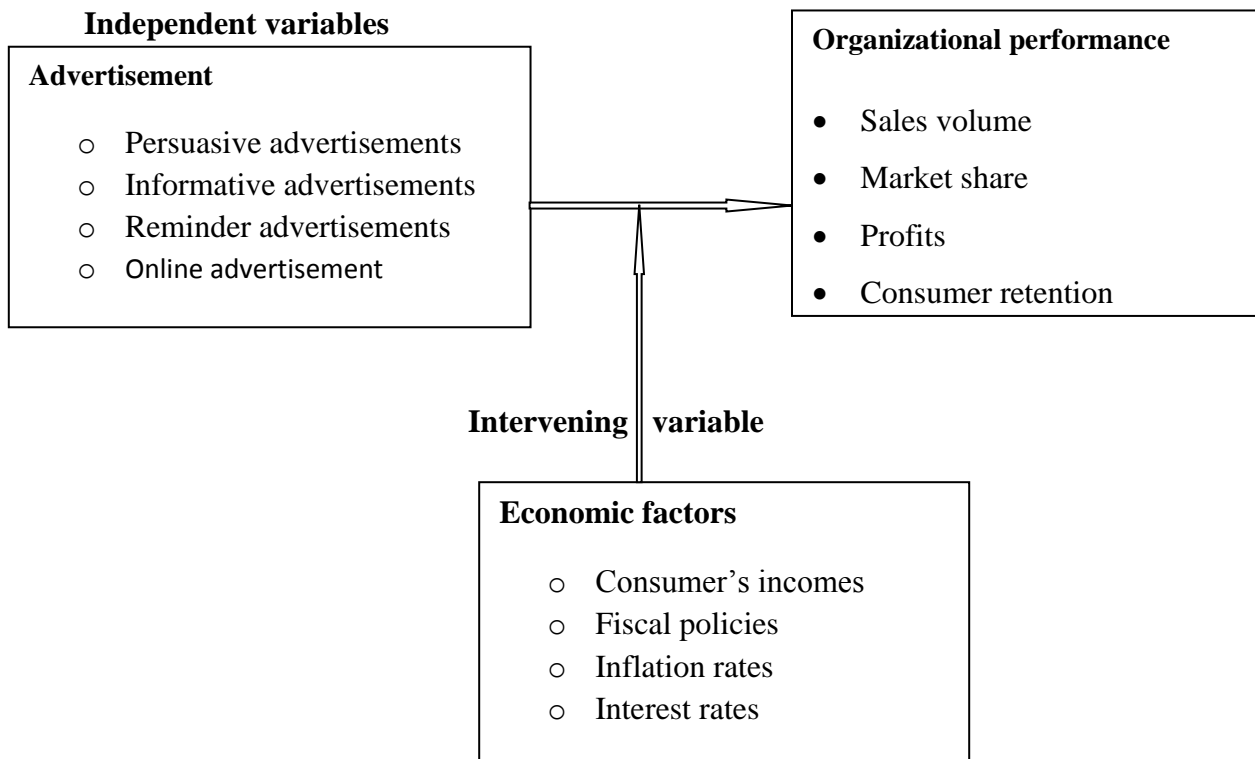 Independent variables
Advertisement
o Persuasive advertisements
o Informative advertisements
o Reminder advertisements
o Online advertisement
Organizational performance
• Sales volume
• Market share
• Profits
• Consumer retention
Intervening variable
Economic factors
o Consumer’s incomes
o Fiscal policies
o Inflation rates
o Interest rates